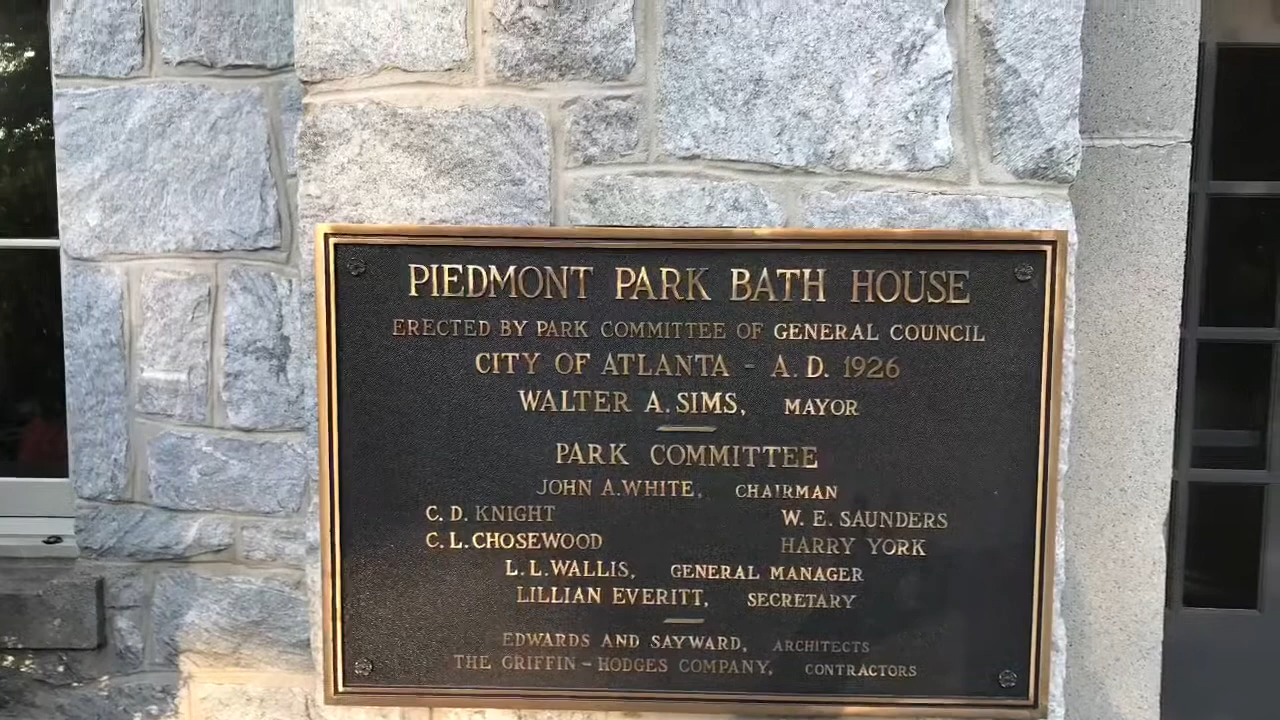 PIEDMONT PARK BATH HOUSE
ERECTED BY PARK COMMITTEE OF GENERAL COUNCIL
CITY OF ATLANTA - A.D. 1926
WALTER A. SIMS, MAYOR
PARK COMMITTEE
JOHN A. WHITE, CHAIRMAN
C. D. KNIGHT W. E. SAUNDERS
C. L. CHOSEWOOD HARRY YORK
L. L. WALLIS, GENERAL MANAGER
LILLIAN EVERITT, SECRETARY
EDWARDS AND SAYWARD, ARCHITECTS
THE GRIFFIN-HODGES COMPANY, CONTRACTORS